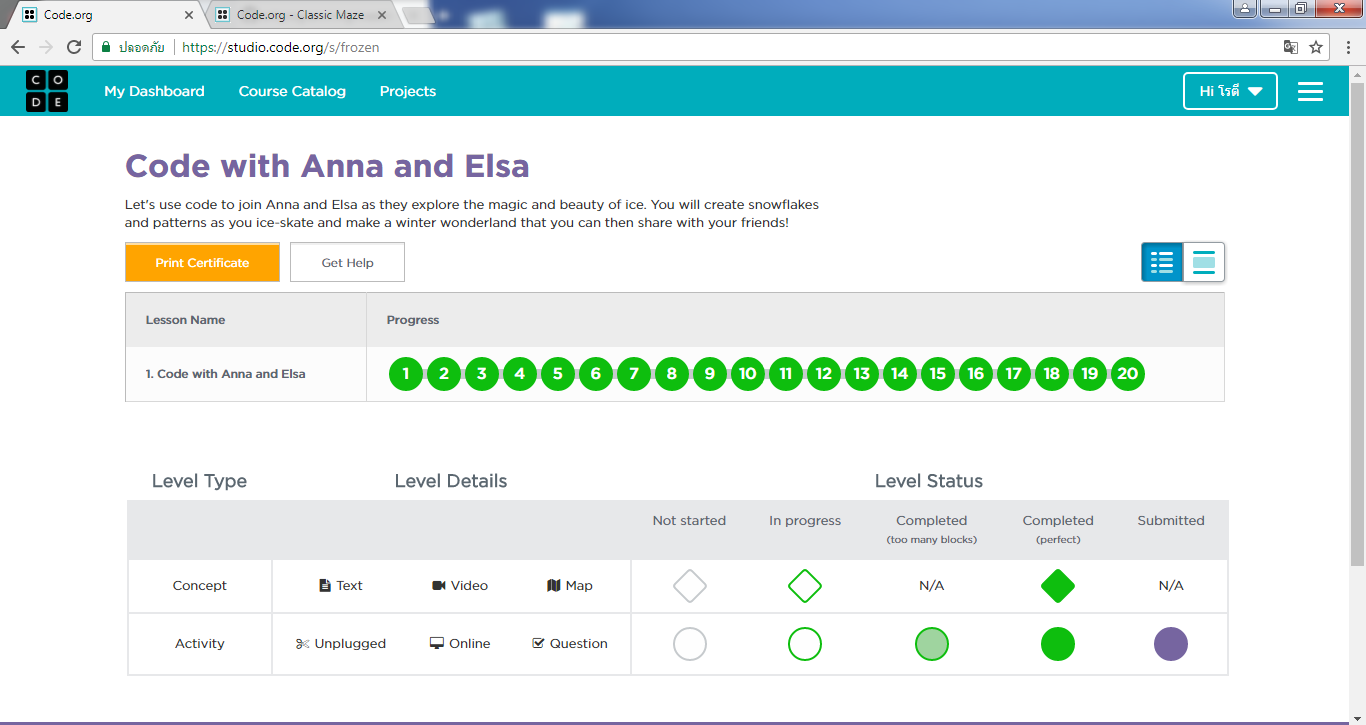 Code.org
Code.org - Classic Maze
ปลอดภัย https://studio.code.org/s/frozen
C O
D E
My Dashboard Course Catalog Projects
Hi โรตี
Code with Anna and Elsa
Let's use code to join Anna and Elsa as they explore the magic and beauty of ice. You will create snowflakes
and patterns as you ice-skate and make a winter wonderland that you can then share with your friends!
Print Certificate Get Help
Lesson Name Progress
1. Code with Anna and Elsa 1 2 3 4 5 6 7 8 9 10 11 12 13 14 15 16 17 18 19 20
Level Type Level Details Level Status
Not started In progress Completed Completed Submitted
(too many blocks) (perfect)
Concept Text Video Map N/A N/A
Activity Unplugged Online Question